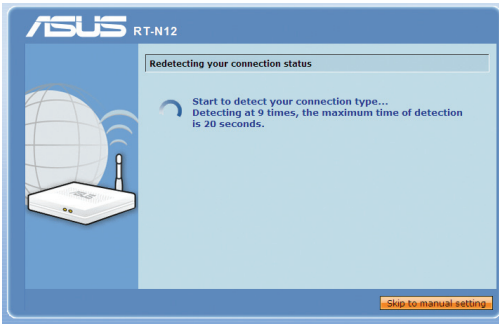 ASUS RT-N12
Redetecting your connection status
Start to detect your connection type...
Detecting at 9 times, the maximum time of detection
is 20 seconds.
ASUS
Skip to manual setting